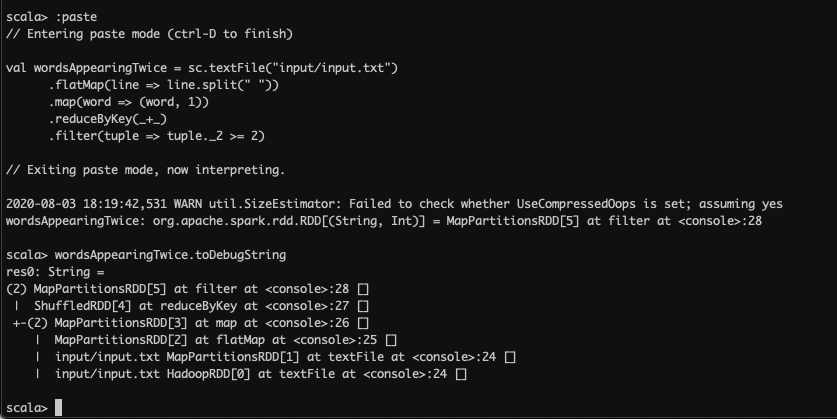 scala> :paste
// Entering paste mode (ctrl-D to finish)
val wordsAppearingTwice = sc.textFile("input/input.txt")
.flatMap(line => line.split(" "))
.map(word => (word, 1))
.reduceByKey(_+_)
.filter(tuple => tuple._2 >= 2)
// Exiting paste mode, now interpreting.
2020-08-03 18:19:42,531 WARN util.SizeEstimator: Failed to check whether UseCompressedOops is set; assuming yes
wordsAppearingTwice: org.apache.spark.rdd.RDD[(String, Int)] = MapPartitionsRDD[5] at filter at <console>:28
scala> wordsAppearingTwice.toDebugString
res0: String =
(2) MapPartitionsRDD[5] at filter at <console>:28 []
| ShuffledRDD[4] at reduceByKey at <console>:27 []
+-(2) MapPartitionsRDD[3] at map at <console>:26 []
| MapPartitionsRDD[2] at flatMap at <console>:25 []
| input/input.txt MapPartitionsRDD[1] at textFile at <console>:24 []
| input/input.txt HadoopRDD[0] at textFile at <console>:24 []
scala>